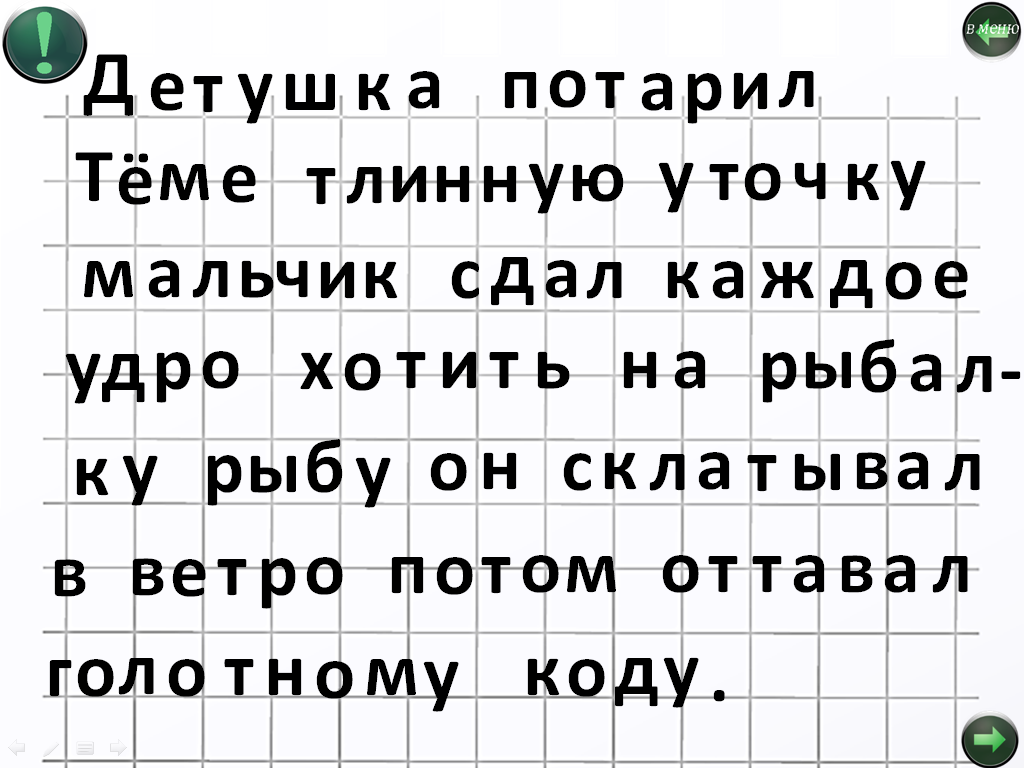 в меню
Детушка потарил
Тёме тлинную уточку
мальчик сдал каждое
удро хотить на рыбал-
ку рыбу он склатывал
в ветро потом оттавал
голотному коду.